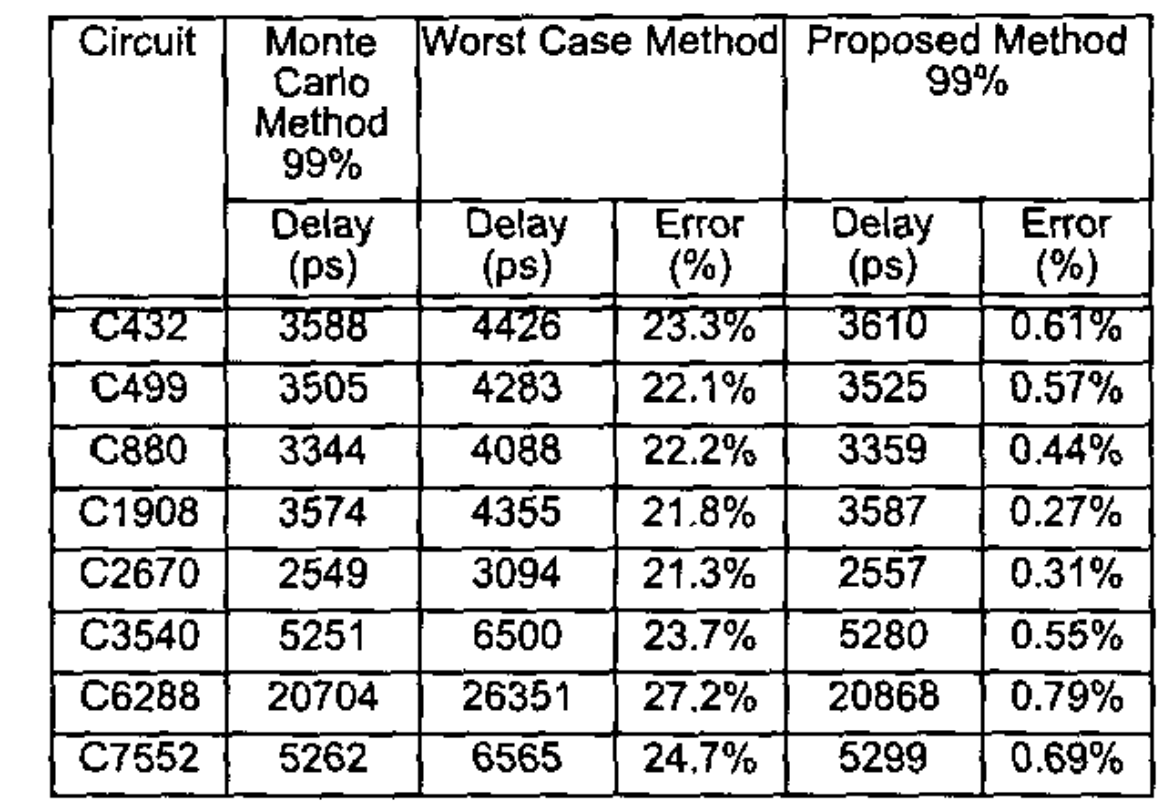 Circuit Monte Carlo Method 99% Worst Case Method Proposed Method 99%
Delay (ps) Delay (ps) Error (%) Delay (ps) Error (%)
C432 3588 4426 23.3% 3610 0.61%
C499 3505 4283 22.1% 3525 0.57%
C880 3344 4088 22.2% 3359 0.44%
C1908 3574 4355 21.8% 3587 0.27%
C2670 2549 3094 21.3% 2557 0.31%
C3540 5251 6500 23.7% 5280 0.55%
C6288 20704 26351 27.2% 20868 0.79%
C7552 5262 6565 24.7% 5299 0.69%